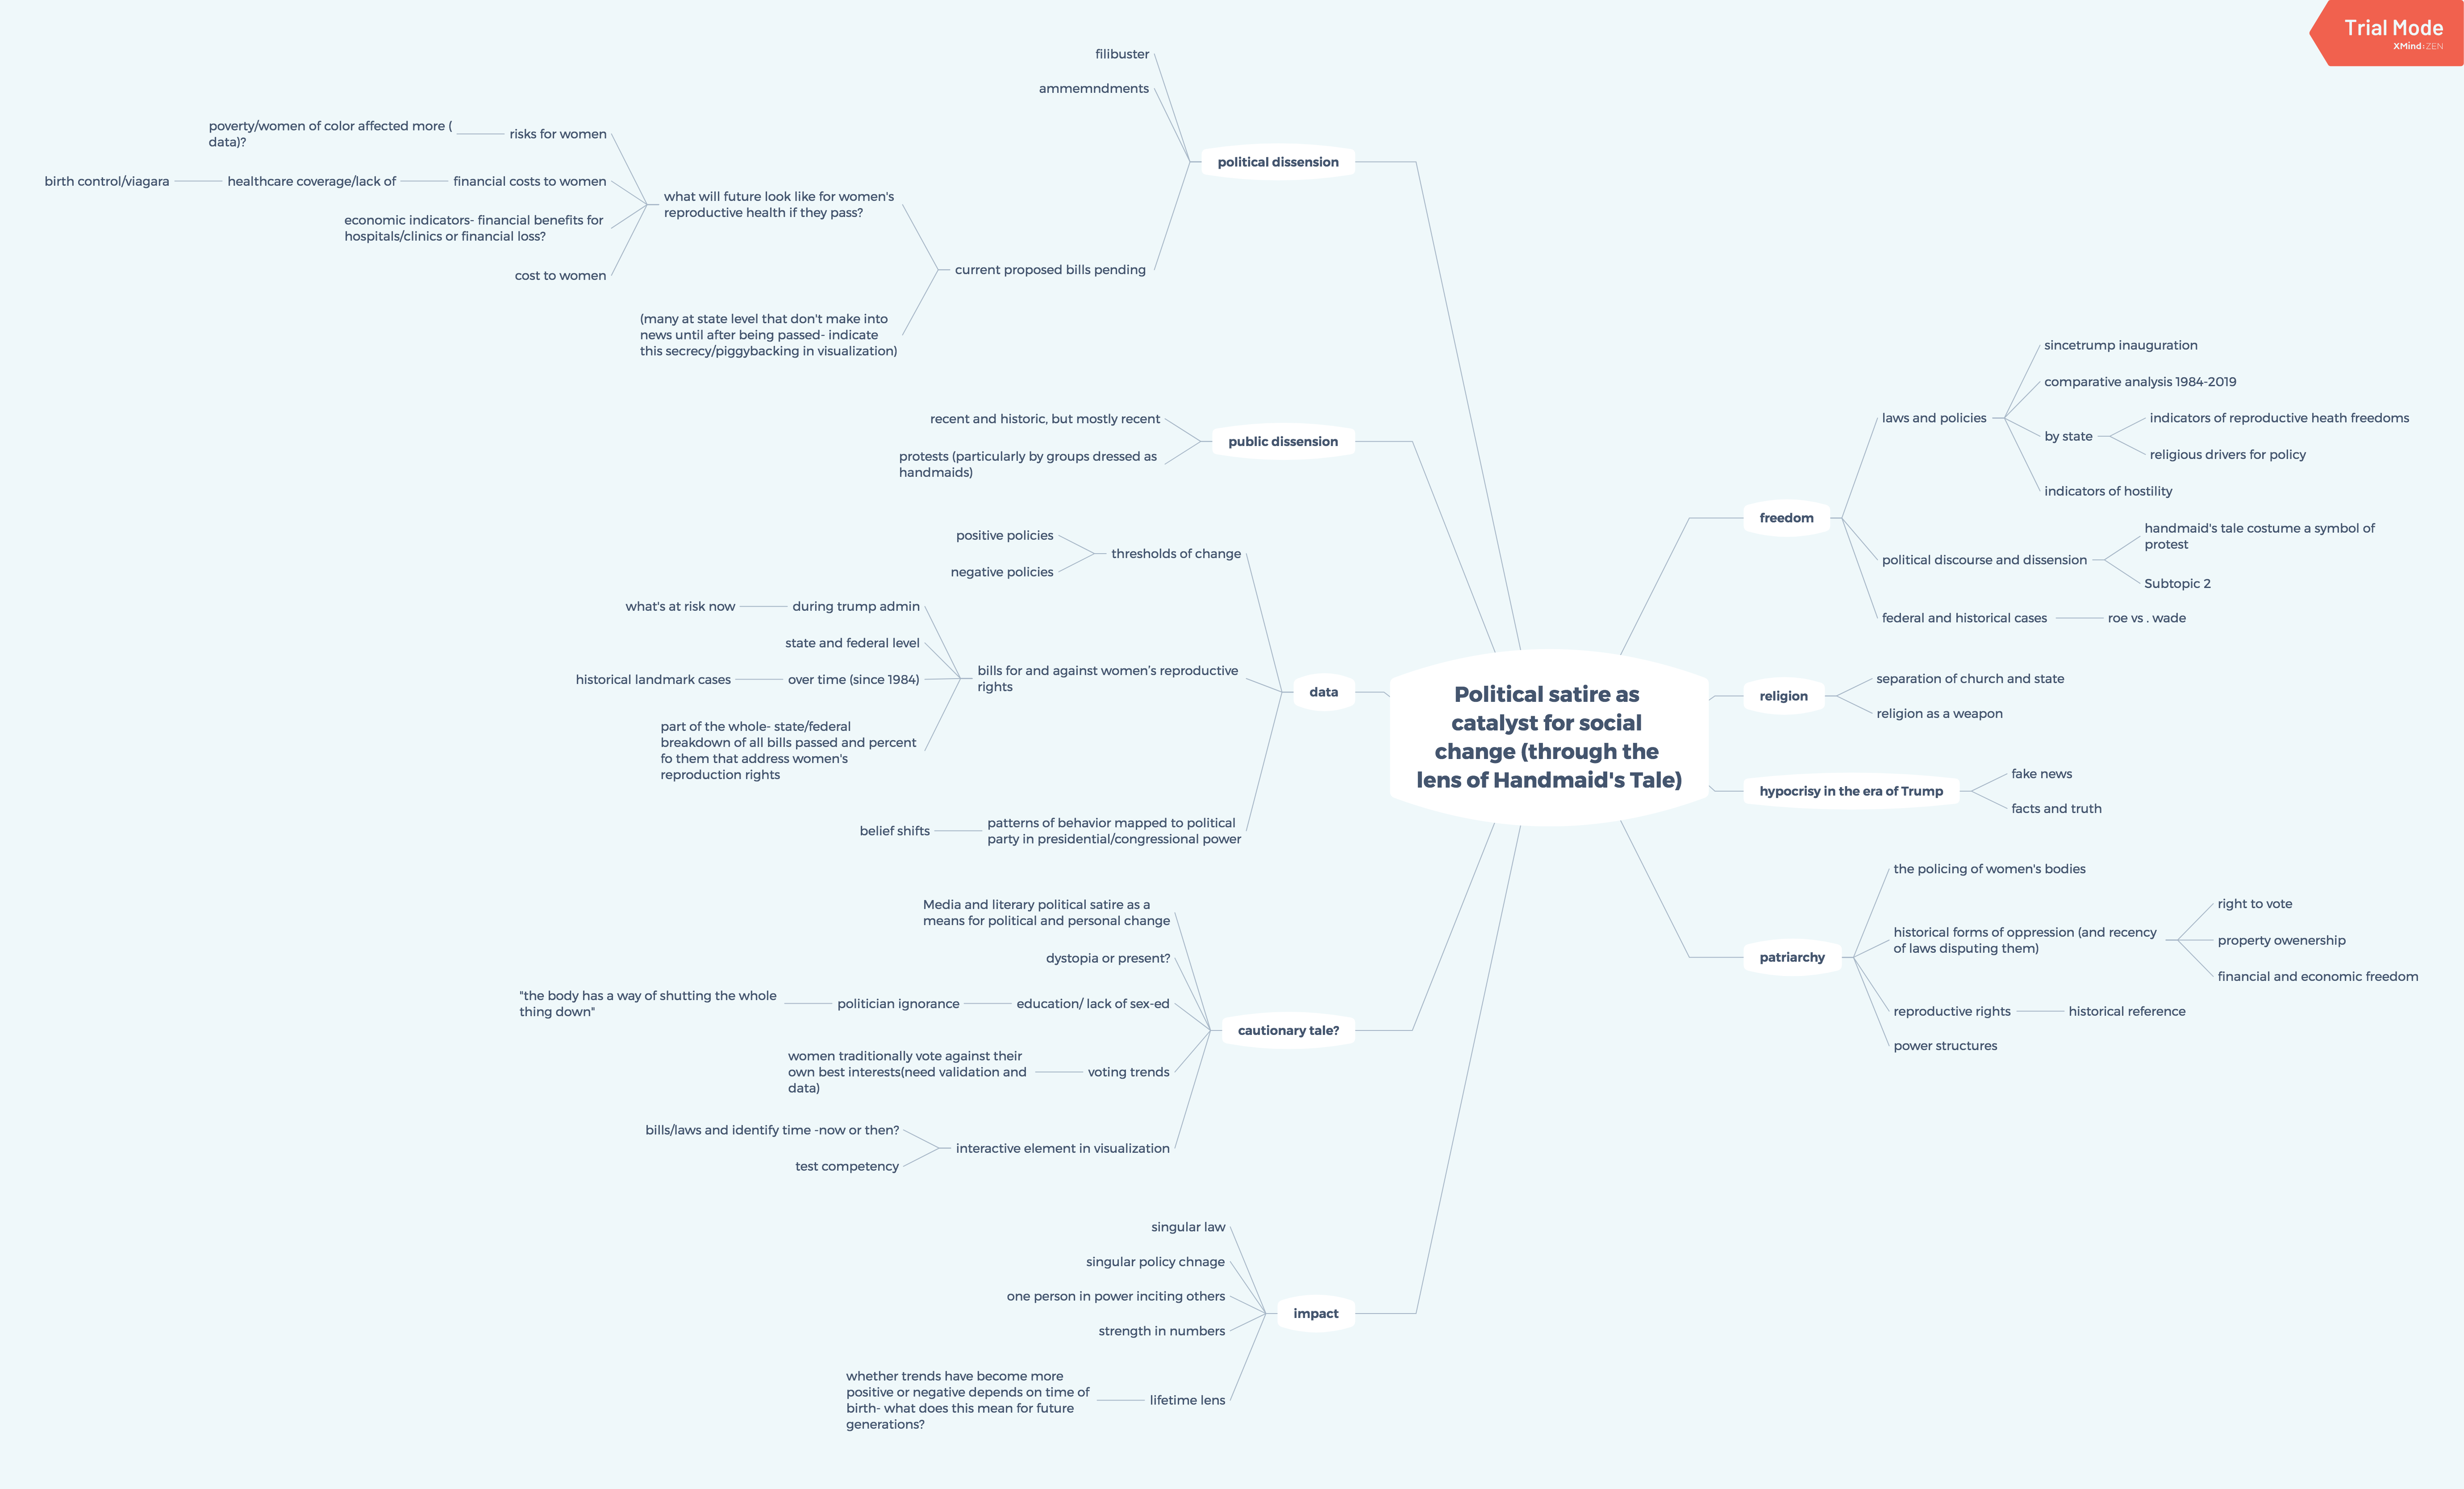 Trial Mode
XMind:ZEN
Political satire as
catalyst for social
change (through the
lens of Handmaid's Tale)
freedom
laws and policies
sincetrump inauguration
comparative analysis 1984-2019
by state
indicators of reproductive heath freedoms
religious drivers for policy
indicators of hostility
political discourse and dissension
handmaid's tale costume a symbol of
protest
Subtopic 2
federal and historical cases
roe vs . wade
religion
separation of church and state
religion as a weapon
hypocrisy in the era of Trump
fake news
facts and truth
patriarchy
the policing of women's bodies
historical forms of oppression (and recency
of laws disputing them)
right to vote
property owenership
financial and economic freedom
reproductive rights
historical reference
power structures
political dissension
filibuster
ammemndments
current proposed bills pending
what will future look like for women's
reproductive health if they pass?
risks for women
poverty/women of color affected more (
data)?
financial costs to women
healthcare coverage/lack of
birth control/viagara
economic indicators- financial benefits for
hospitals/clinics or financial loss?
cost to women
(many at state level that don't make into
news until after being passed- indicate
this secrecy/piggybacking in visualization)
public dissension
recent and historic, but mostly recent
protests (particularly by groups dressed as
handmaids)
data
thresholds of change
positive policies
negative policies
bills for and against women’s reproductive
rights
during trump admin
what's at risk now
state and federal level
over time (since 1984)
historical landmark cases
part of the whole- state/federal
breakdown of all bills passed and percent
fo them that address women's
reproduction rights
patterns of behavior mapped to political
party in presidential/congressional power
belief shifts
cautionary tale?
Media and literary political satire as a
means for political and personal change
dystopia or present?
education/ lack of sex-ed
politician ignorance
"the body has a way of shutting the whole
thing down"
voting trends
women traditionally vote against their
own best interests(need validation and
data)
interactive element in visualization
bills/laws and identify time -now or then?
test competency
impact
singular law
singular policy chnage
one person in power inciting others
strength in numbers
lifetime lens
whether trends have become more
positive or negative depends on time of
birth- what does this mean for future
generations?